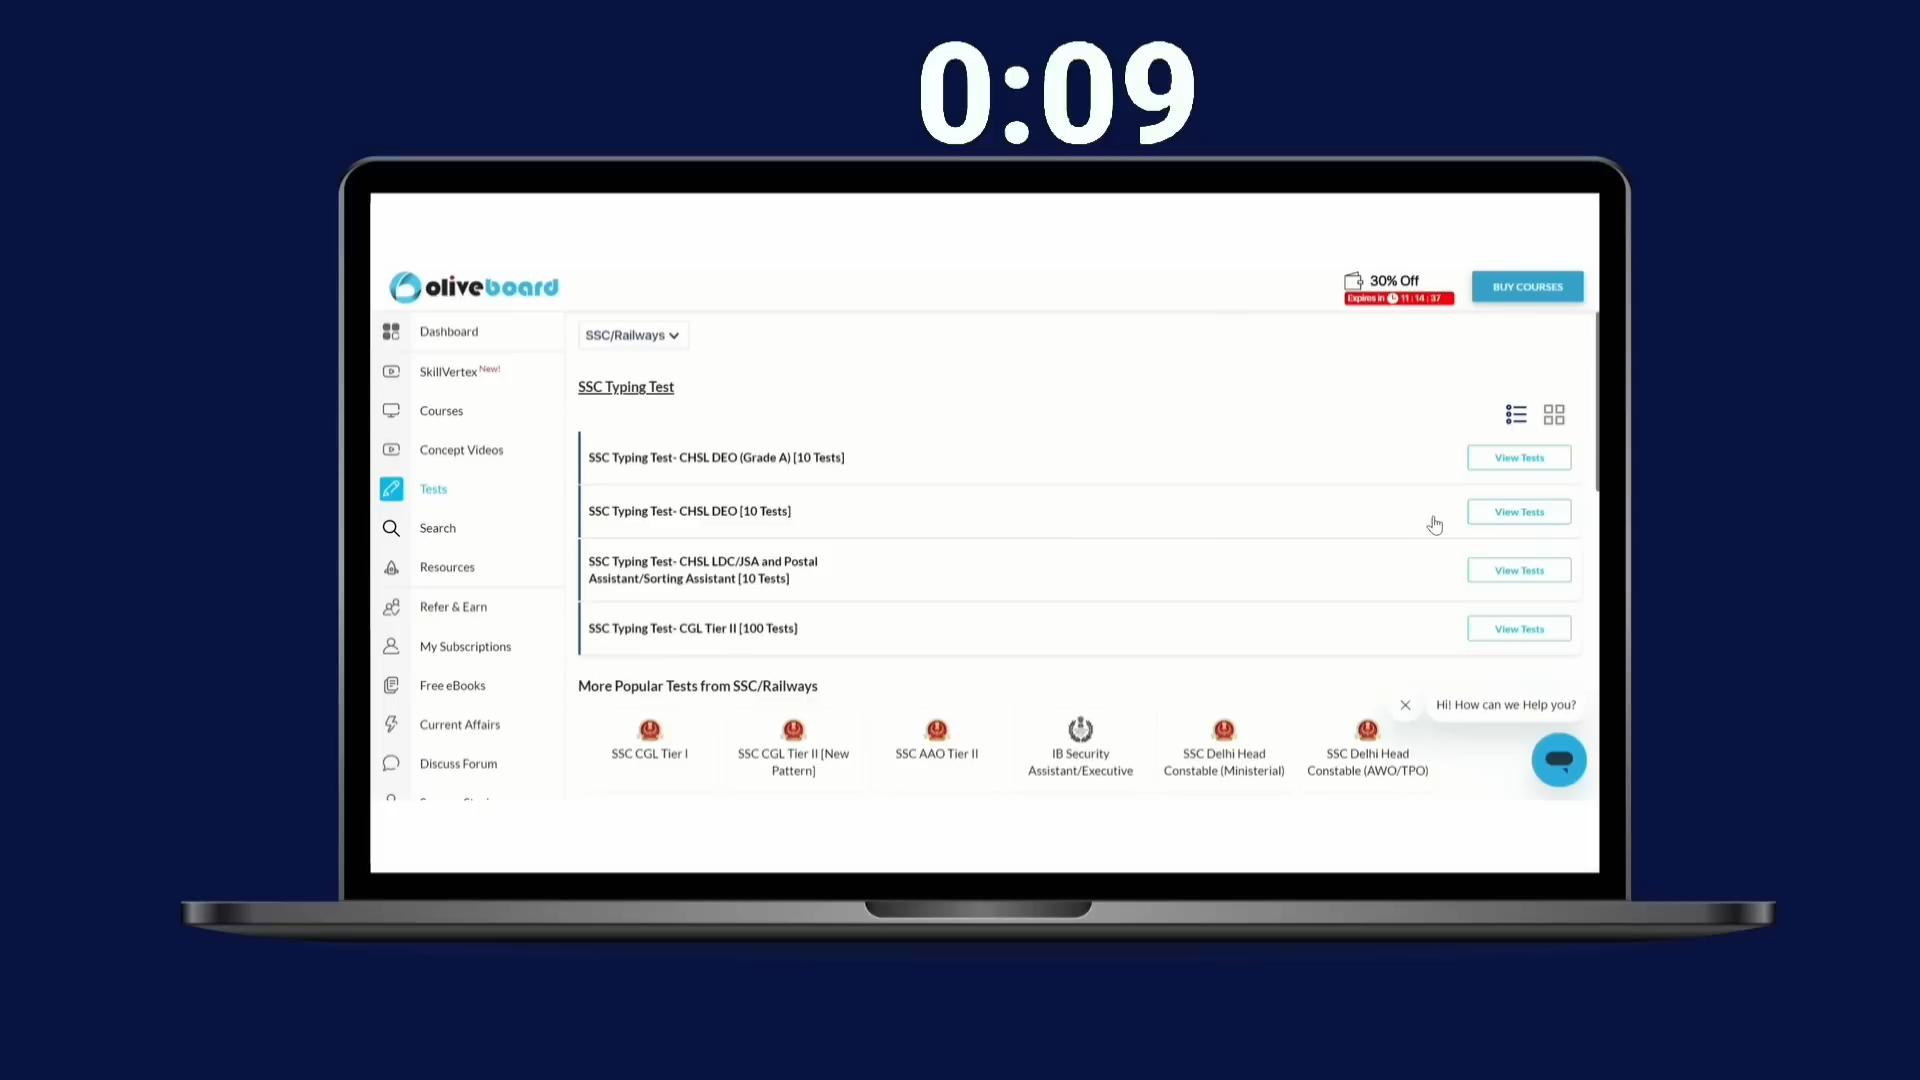 0:09
oliveboard
30% Off
Expires in 11:14:37
BUY COURSES
Dashboard
SkillVertex New!
Courses
Concept Videos
Tests
Search
Resources
Refer & Earn
My Subscriptions
Free eBooks
Current Affairs
Discuss Forum
SSC/Railways
SSC Typing Test
SSC Typing Test- CHSL DEO (Grade A) [10 Tests]
View Tests
SSC Typing Test- CHSL DEO [10 Tests]
View Tests
SSC Typing Test- CHSL LDC/JSA and Postal
Assistant/Sorting Assistant [10 Tests]
View Tests
SSC Typing Test- CGL Tier II [100 Tests]
View Tests
More Popular Tests from SSC/Railways
Hi! How can we Help you?
SSC CGL Tier I
SSC CGL Tier II [New
Pattern]
SSC AAO Tier II
IB Security
Assistant/Executive
SSC Delhi Head
Constable (Ministerial)
SSC Delhi Head
Constable (AWO/TPO)